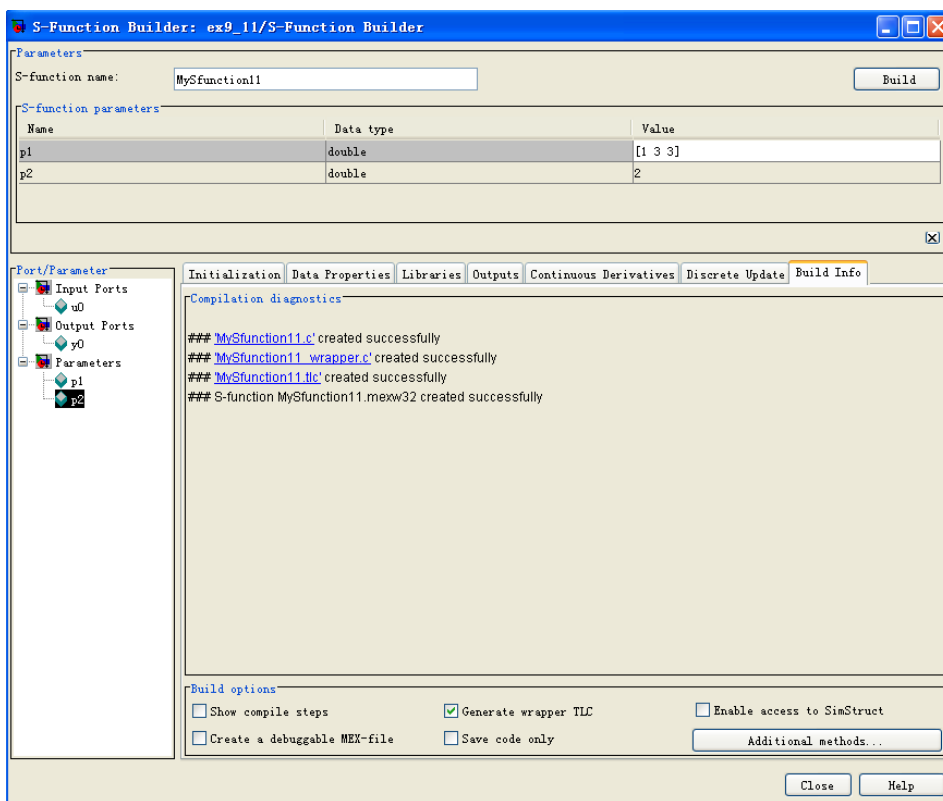 S-Function Builder: ex9_11/S-Function Builder
Parameters
S-function name: MySfunction11 Build
S-function parameters
Name Data type Value
p1 double [1 3 3]
p2 double 2
Port/Parameter
Input Ports
u0
Output Ports
y0
Parameters
p1
p2
Initialization Data Properties Libraries Outputs Continuous Derivatives Discrete Update Build Info
Compilation diagnostics
### 'MySfunction11.c' created successfully
### 'MySfunction11_wrapper.c' created successfully
### 'MySfunction11.tlc' created successfully
### S-function MySfunction11.mexw32 created successfully
Build options
Show compile steps Generate wrapper TLC Enable access to SimStruct
Create a debuggable MEX-file Save code only Additional methods...
Close Help